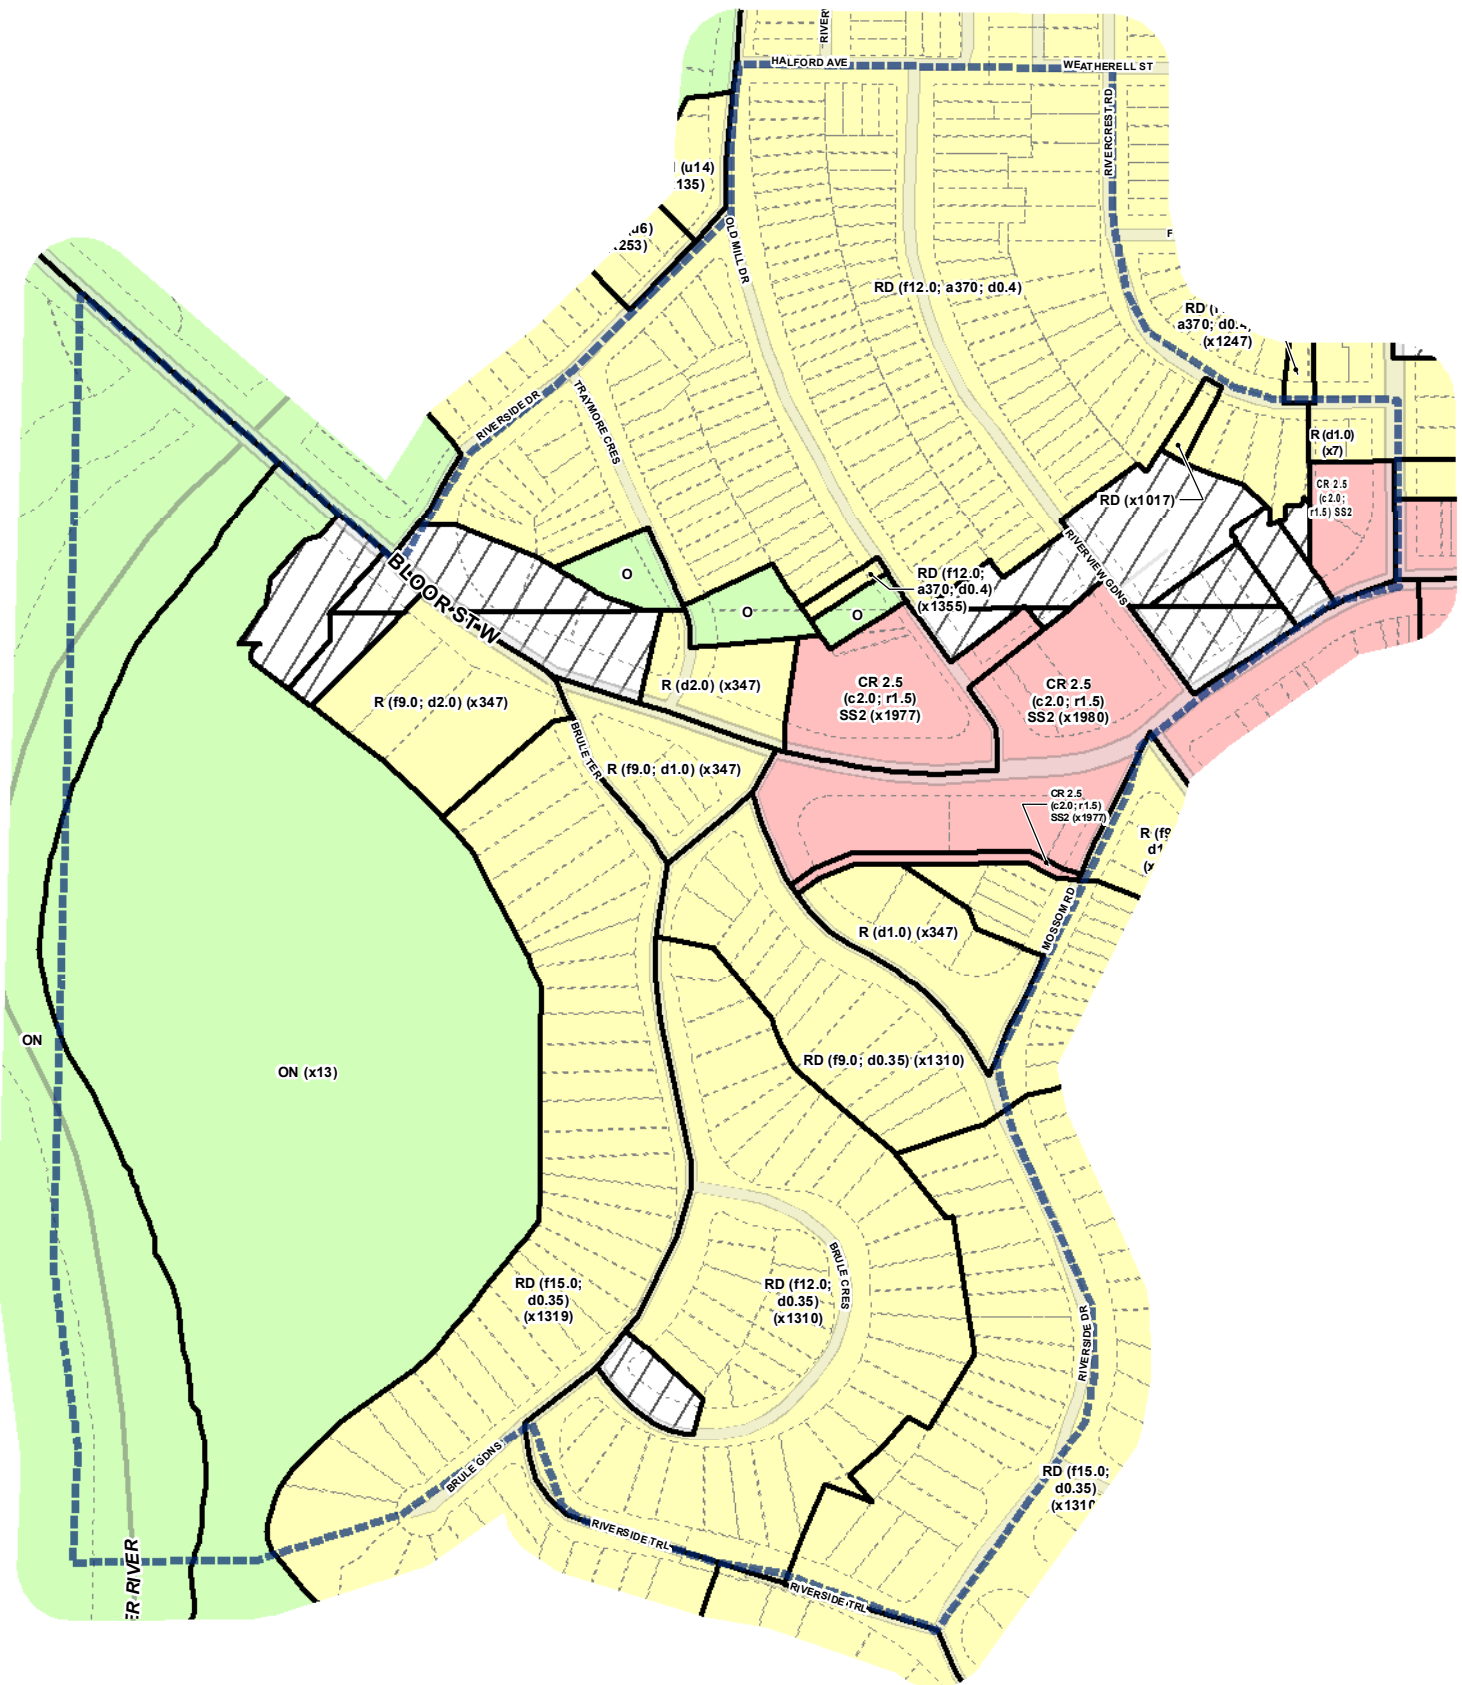 RIVER
HALFORD AVE
WEATHERELL ST
RIVERCREST RD
(u14)
135)
u6)
253)
OLD MILL DR
F
RD (f12.0; a370; d0.4)
RD (
a370; d0.4
(x1247)
RIVERSIDE DR
TRAYMORE CRES
R (d1.0)
(x7)
CR 2.5
(c2.0;
r1.5) SS2
RD (x1017)
RIVERVIEW GDNS
BLOOR ST W
O
O
O
RD (f12.0;
a370; d0.4)
(x1355)
R (f9.0; d2.0) (x347)
R (d2.0) (x347)
CR 2.5
(c2.0; r1.5)
SS2 (x1977)
CR 2.5
(c2.0; r1.5)
SS2 (x1980)
BRULE TER
R (f9.0; d1.0) (x347)
CR 2.5
(c2.0; r1.5)
SS2 (x1977)
R (f9
d1
(x
MOSSOM RD
R (d1.0) (x347)
ON
ON (x13)
RD (f9.0; d0.35) (x1310)
RD (f15.0;
d0.35)
(x1319)
RD (f12.0;
d0.35)
(x1310)
BRULE CRES
RIVERSIDE DR
BRULE GDNS
RD (f15.0;
d0.35)
(x1310
RIVERSIDE TRL
RIVERSIDE TRL
ER RIVER